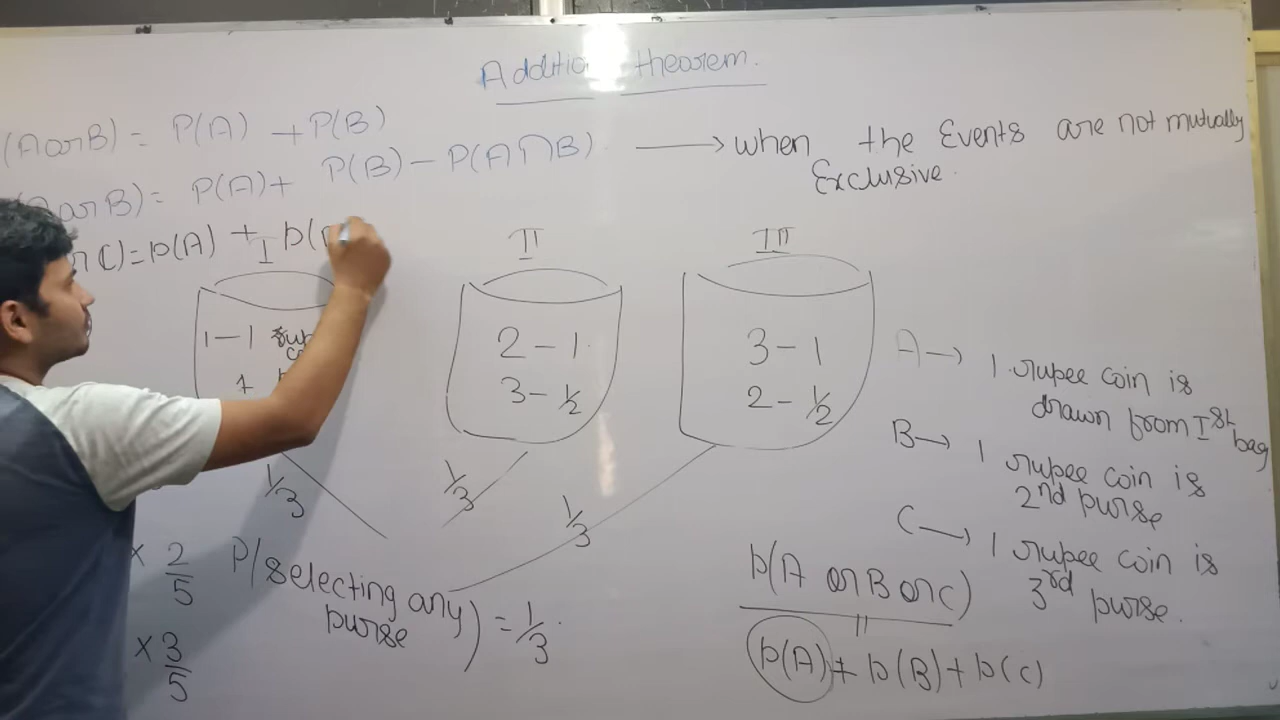 Addition theorem.
(A or B) = P(A) + P(B)
(A or B) = P(A) + P(B) - P(A∩B) → when the Events are not mutually
Exclusive.
r C) = p(A) + p(
I II III
1 - 1 rup
co
1
2 - 1
3 - 1/2
3 - 1
2 - 1/2
1/3 1/3 1/3
A → 1 rupee coin is
drawn from Ist
bag
B → 1 rupee coin is
2nd purse
C → 1 rupee coin is
3rd purse.
× 2/5
× 3/5
P(selecting any
purse) = 1/3.
p(A or B or C)
=
p(A) + p(B) + p(C)